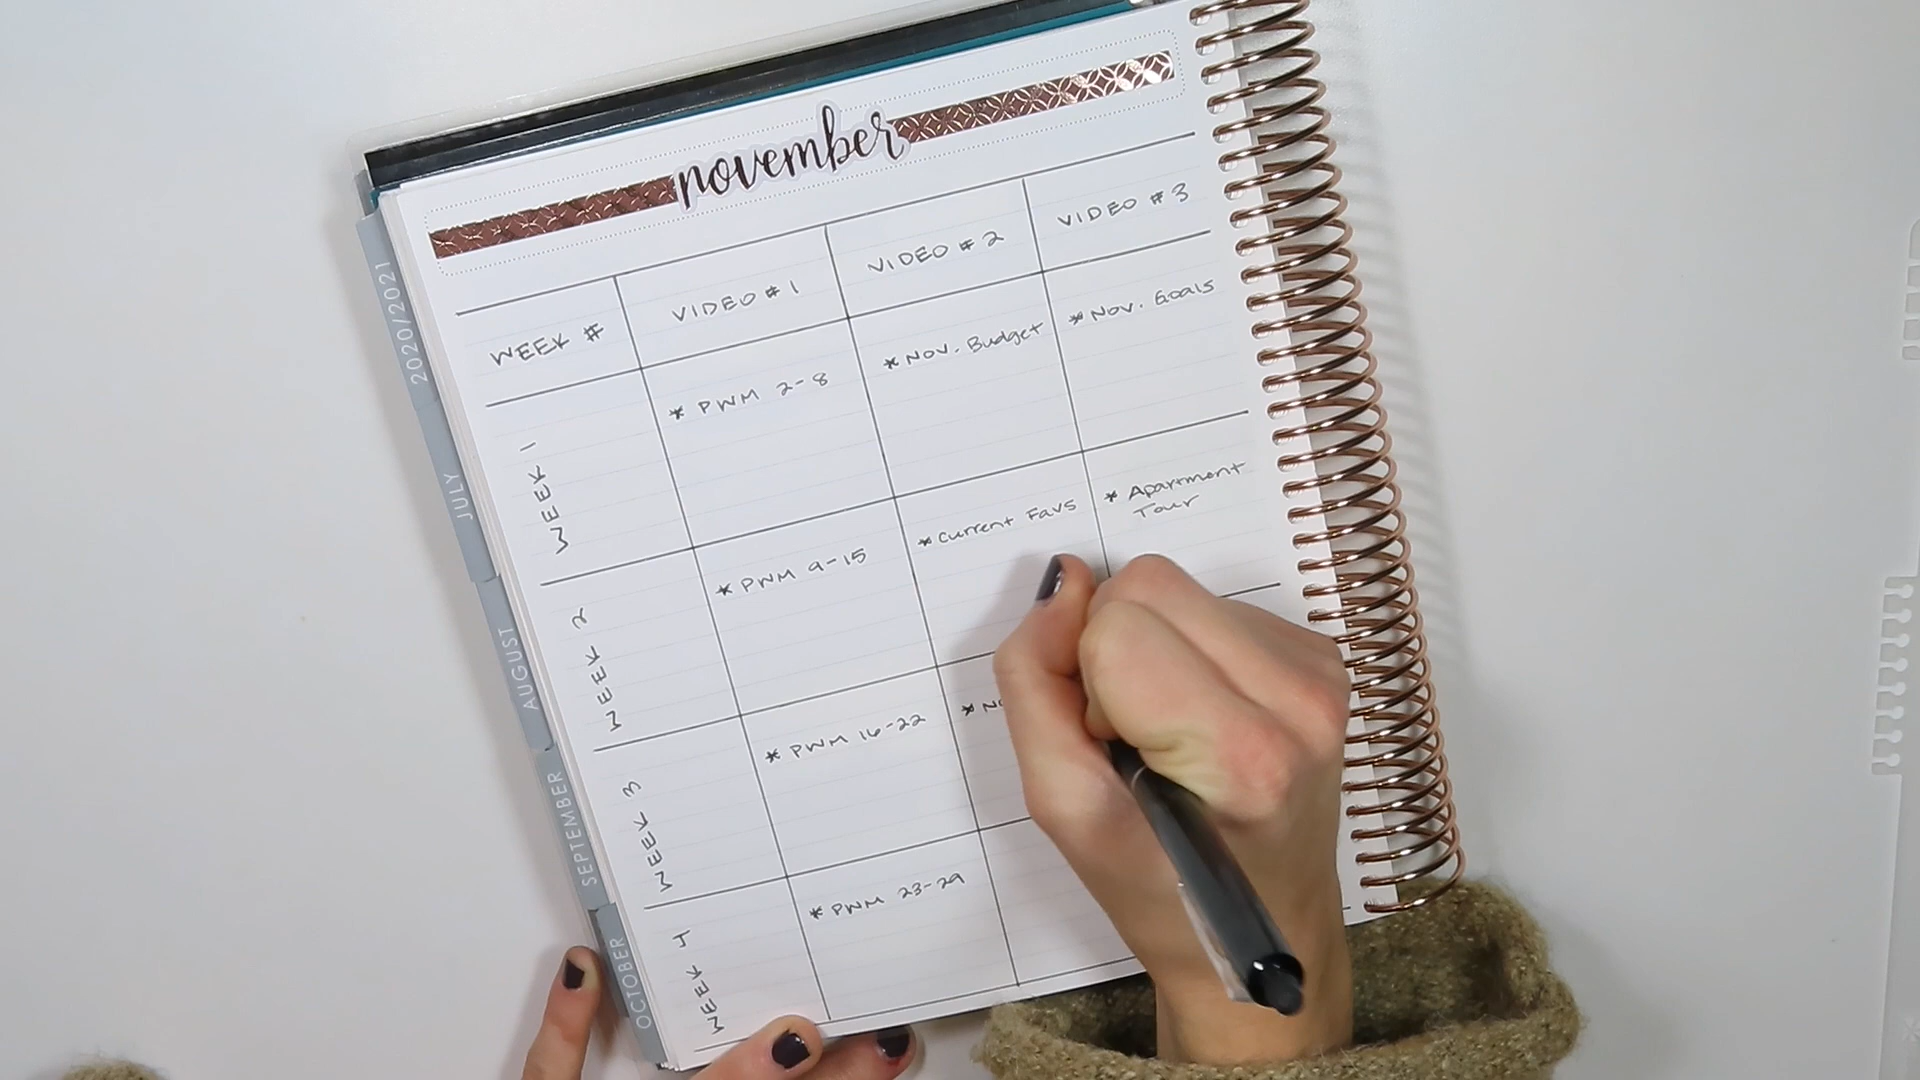 november
WEEK #
VIDEO #1
VIDEO #2
VIDEO #3
WEEK 1
* PWM 2-8
* Nov. Budget
* Nov. Goals
WEEK 2
* PWM 9-15
* Current Favs
* Apartment
Tour
WEEK 3
* PWM 16-22
*
WEEK 4
* PWM 23-29
2020/2021
JULY
AUGUST
SEPTEMBER
OCTOBER